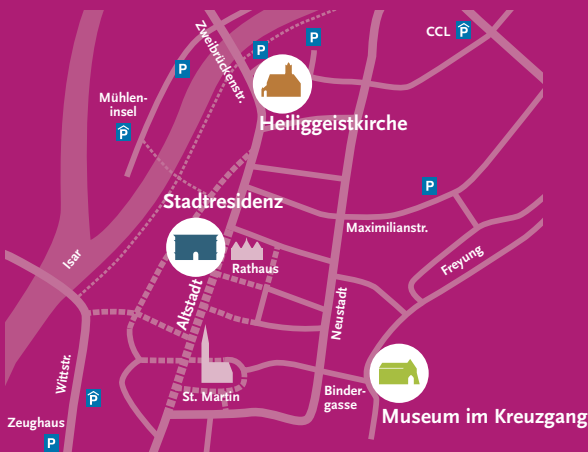 Zweibrückenstr.
P
P
CCL
P
P
Mühlen-
insel
P
Heiliggeistkirche
P
Stadtresidenz
Maximilianstr.
Isar
Rathaus
Freyung
Altstadt
Neustadt
Wittstr.
St. Martin
P
Binder-
gasse
Museum im Kreuzgang
Zeughaus
P